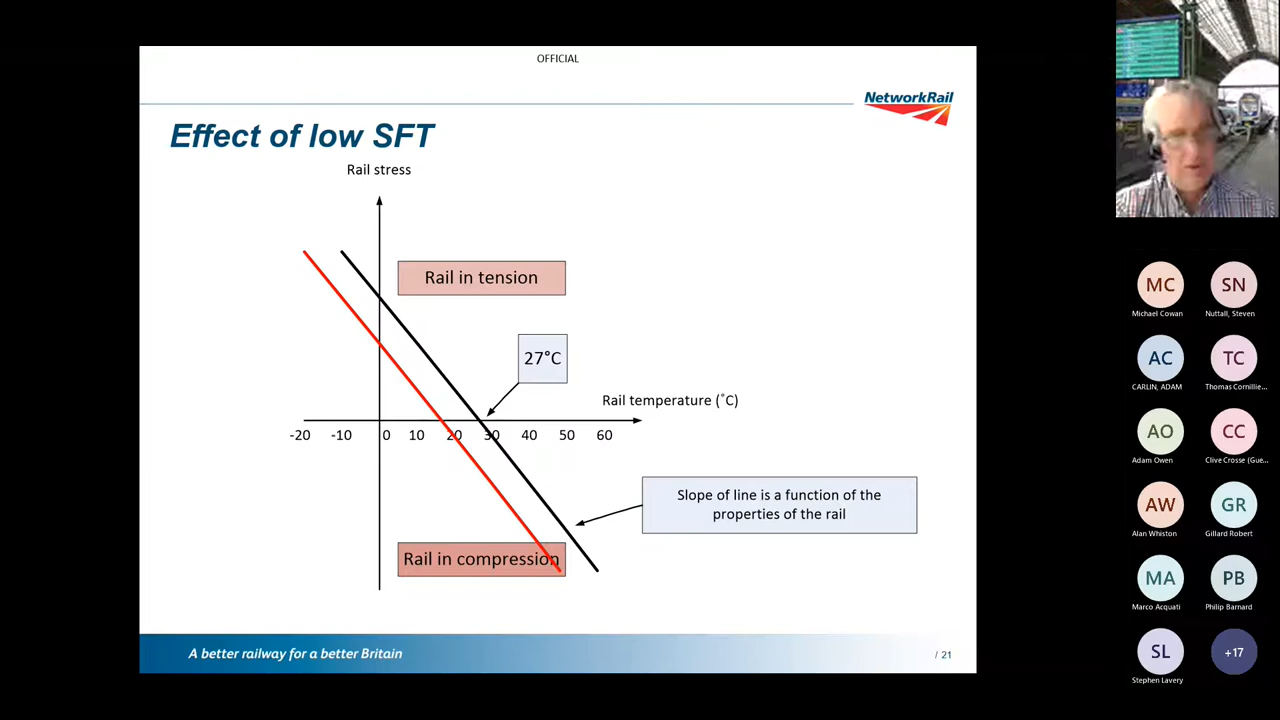 OFFICIAL
NetworkRail
Effect of low SFT
Rail stress
Rail in tension
27°C
Rail temperature (˚C)
-20 -10 0 10 20 30 40 50 60
Slope of line is a function of the
properties of the rail
Rail in compression
A better railway for a better Britain
/ 21
MC
Michael Cowan
SN
Nuttall, Steven
AC
CARLIN, ADAM
TC
Thomas Cornillie...
AO
Adam Owen
CC
Clive Crosse (Gue...
AW
Alan Whiston
GR
Gillard Robert
MA
Marco Acquati
PB
Philip Barnard
SL
Stephen Lavery
+17